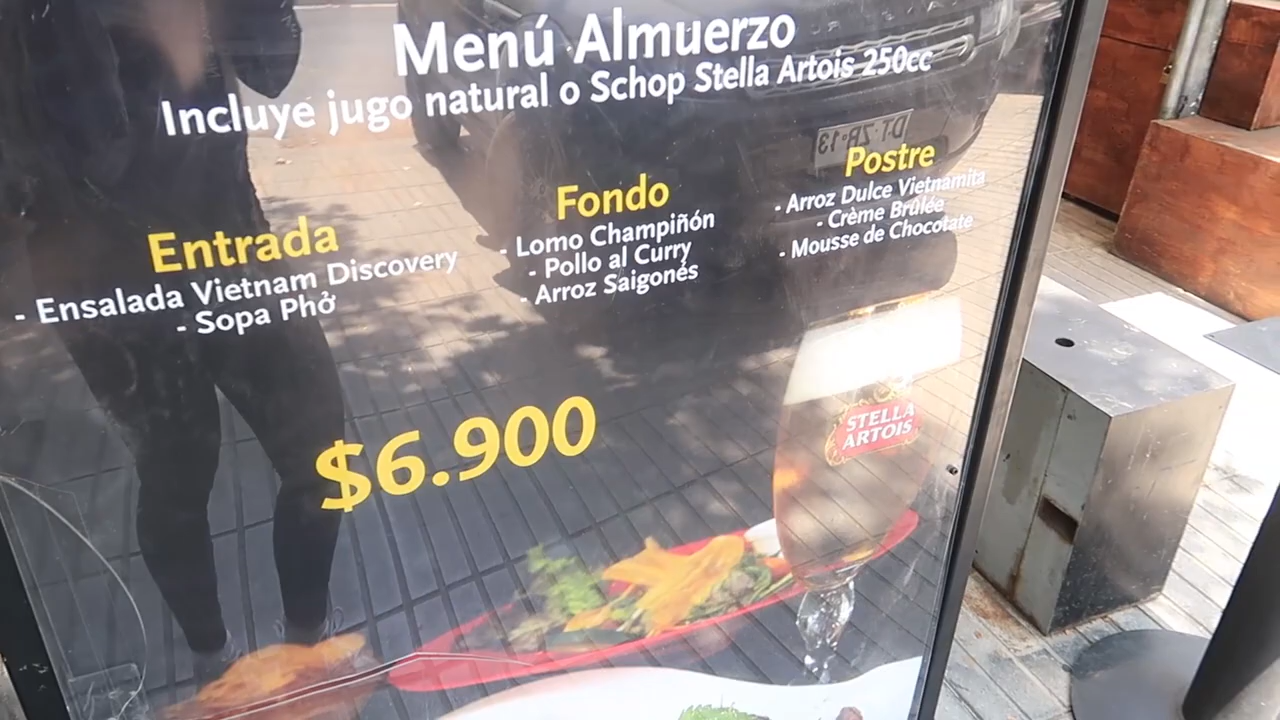 Menú Almuerzo
Incluye jugo natural o Schop Stella Artois 250cc
Entrada
- Ensalada Vietnam Discovery
- Sopa Phở
Fondo
- Lomo Champiñón
- Pollo al Curry
- Arroz Saigonés
Postre
- Arroz Dulce Vietnamita
- Crème Brûlée
- Mousse de Chocolate
$6.900
STELLA
ARTOIS